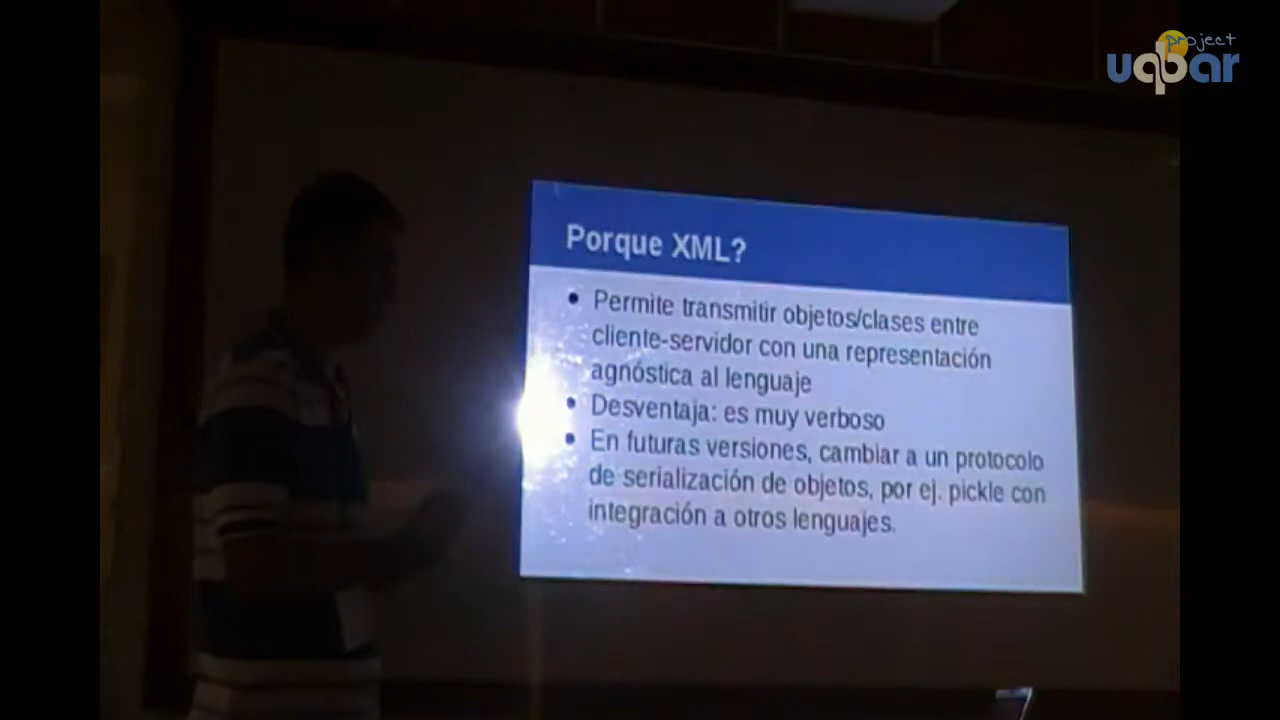 project
uqbar
Porque XML?
• Permite transmitir objetos/clases entre
cliente-servidor con una representación
agnóstica al lenguaje
• Desventaja: es muy verboso
• En futuras versiones, cambiar a un protocolo
de serialización de objetos, por ej. pickle con
integración a otros lenguajes.